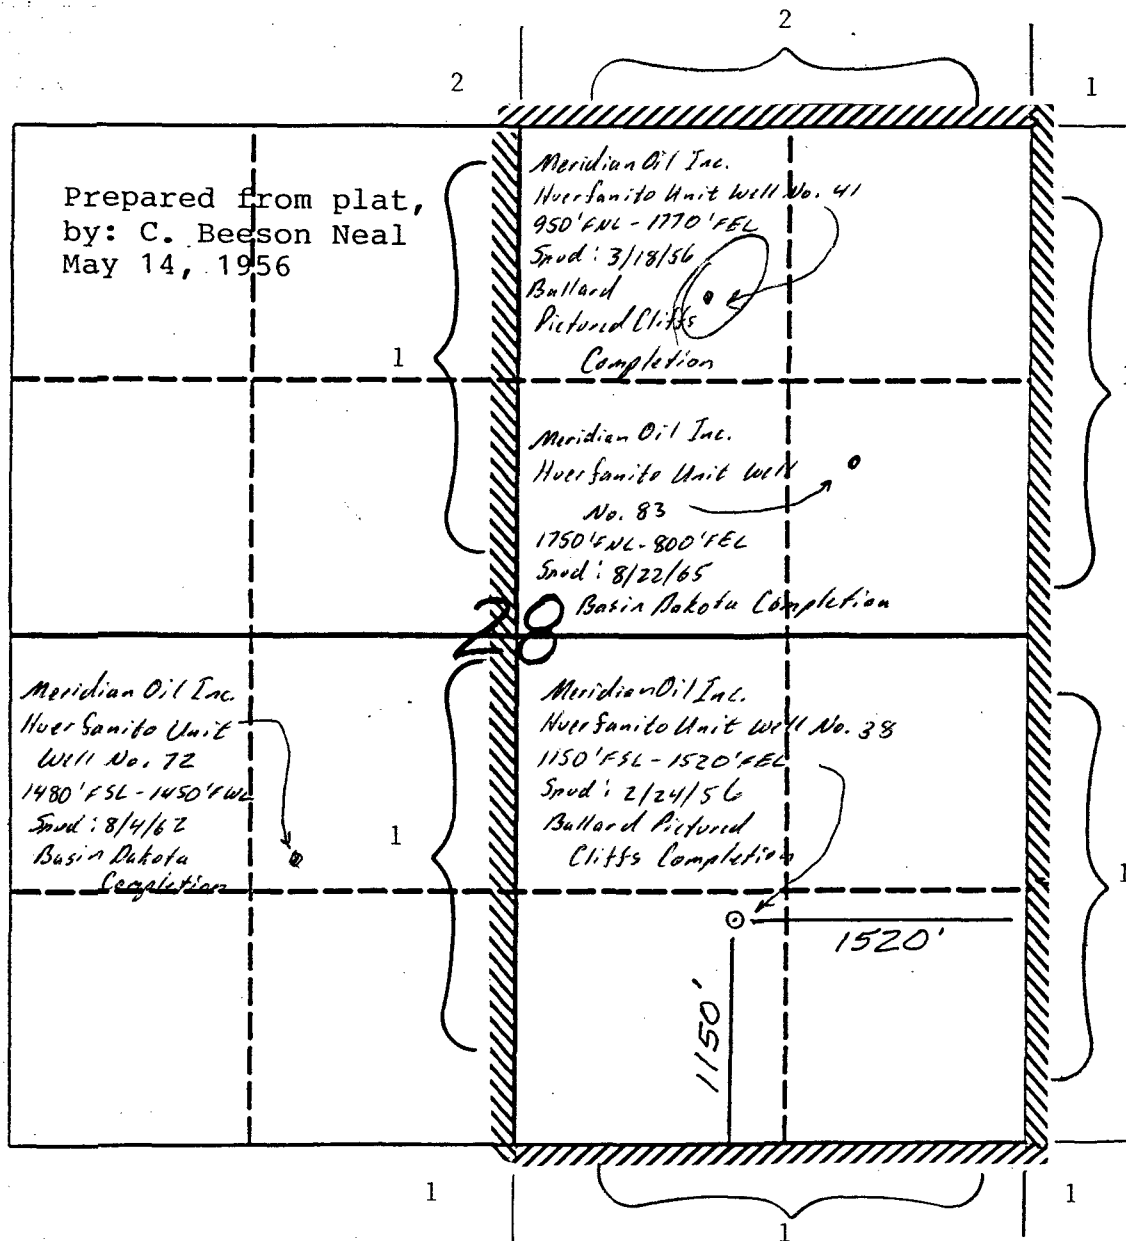 2
2
1
Prepared from plat,
by: C. Beeson Neal
May 14, 1956
Meridian Oil Inc.
Huerfanito Unit Well No. 41
950'FNL - 1770'FEL
Spud: 3/18/56
Ballard
Pictured Cliffs
Completion
1
1
Meridian Oil Inc.
Huerfanito Unit Well
No. 83
1750'FNL - 800'FEL
Spud: 8/22/65
Basin Dakota Completion
28
Meridian Oil Inc.
Huerfanito Unit
Well No. 72
1480'FSL - 1450'FWL
Spud: 8/4/62
Basin Dakota
Completion
1
Meridian Oil Inc.
Huerfanito Unit Well No. 38
1150'FSL - 1520'FEL
Spud: 2/24/56
Ballard Pictured
Cliffs Completion
1
1520'
1150'
1
1
1